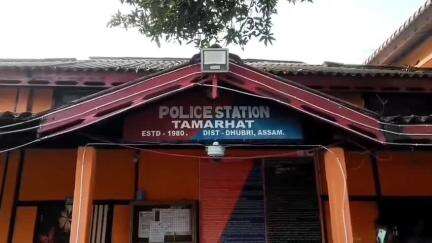 POLICE STATION
TAMARHAT
ESTD - 1980. DIST - DHUBRI, ASSAM.